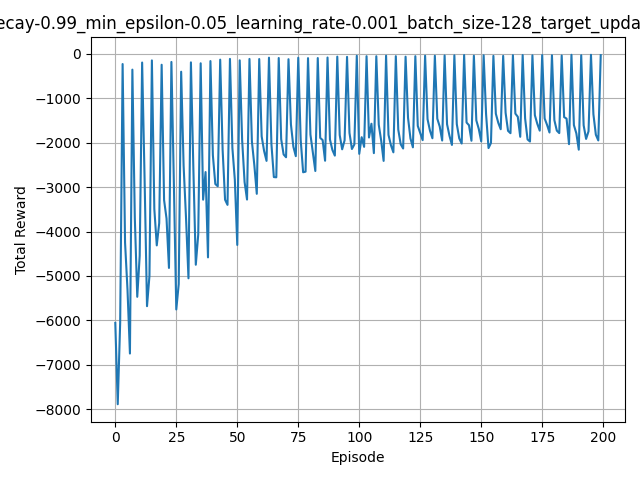 ecay-0.99_min_epsilon-0.05_learning_rate-0.001_batch_size-128_target_upda
0
−1000
−2000
−3000
−4000
−5000
−6000
−7000
−8000
Total Reward
0 25 50 75 100 125 150 175 200
Episode